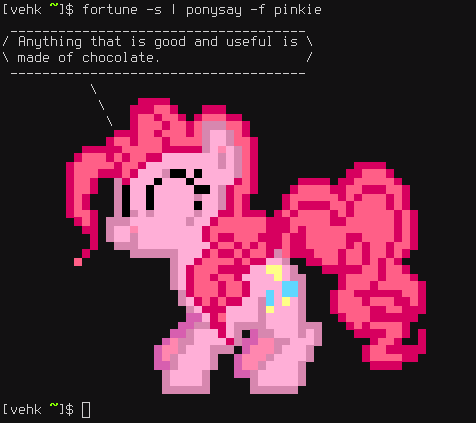 [vehk ~]$ fortune -s | ponysay -f pinkie
/ Anything that is good and useful is \
\ made of chocolate. /
[vehk ~]$